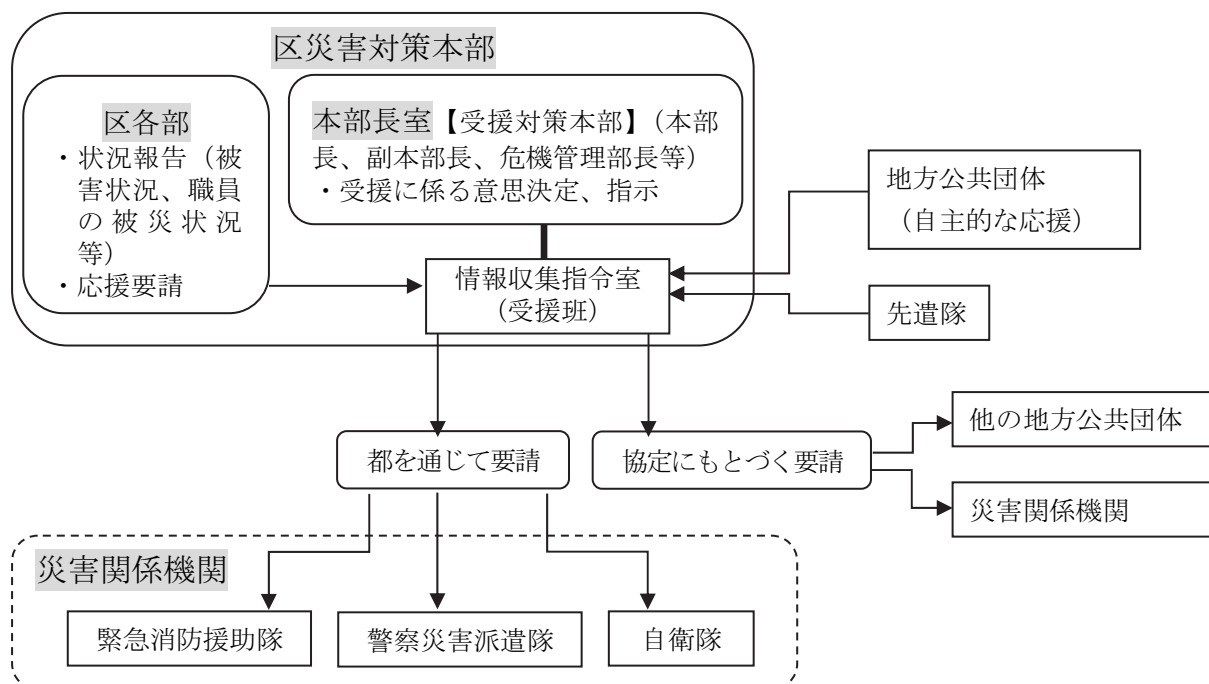 区災害対策本部
区各部
・状況報告（被
害状況、職員
の被災状況
等）
・応援要請
本部長室【受援対策本部】（本部
長、副本部長、危機管理部長等）
・受援に係る意思決定、指示
情報収集指令室
（受援班）
地方公共団体
（自主的な応援）
先遣隊
都を通じて要請
協定にもとづく要請
他の地方公共団体
災害関係機関
災害関係機関
緊急消防援助隊
警察災害派遣隊
自衛隊